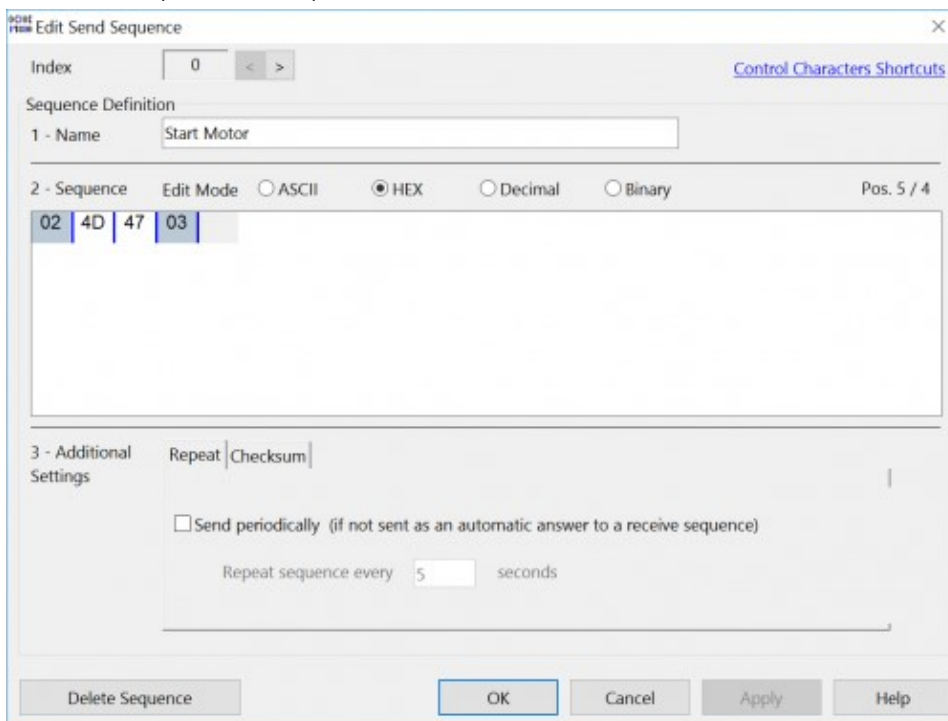 Edit Send Sequence
Index 0 < > Control Characters Shortcuts
Sequence Definition
1 - Name Start Motor
2 - Sequence Edit Mode ASCII HEX Decimal Binary Pos. 5 / 4
02 4D 47 03
3 - Additional Settings
Repeat Checksum
Send periodically (if not sent as an automatic answer to a receive sequence)
Repeat sequence every 5 seconds
Delete Sequence OK Cancel Apply Help